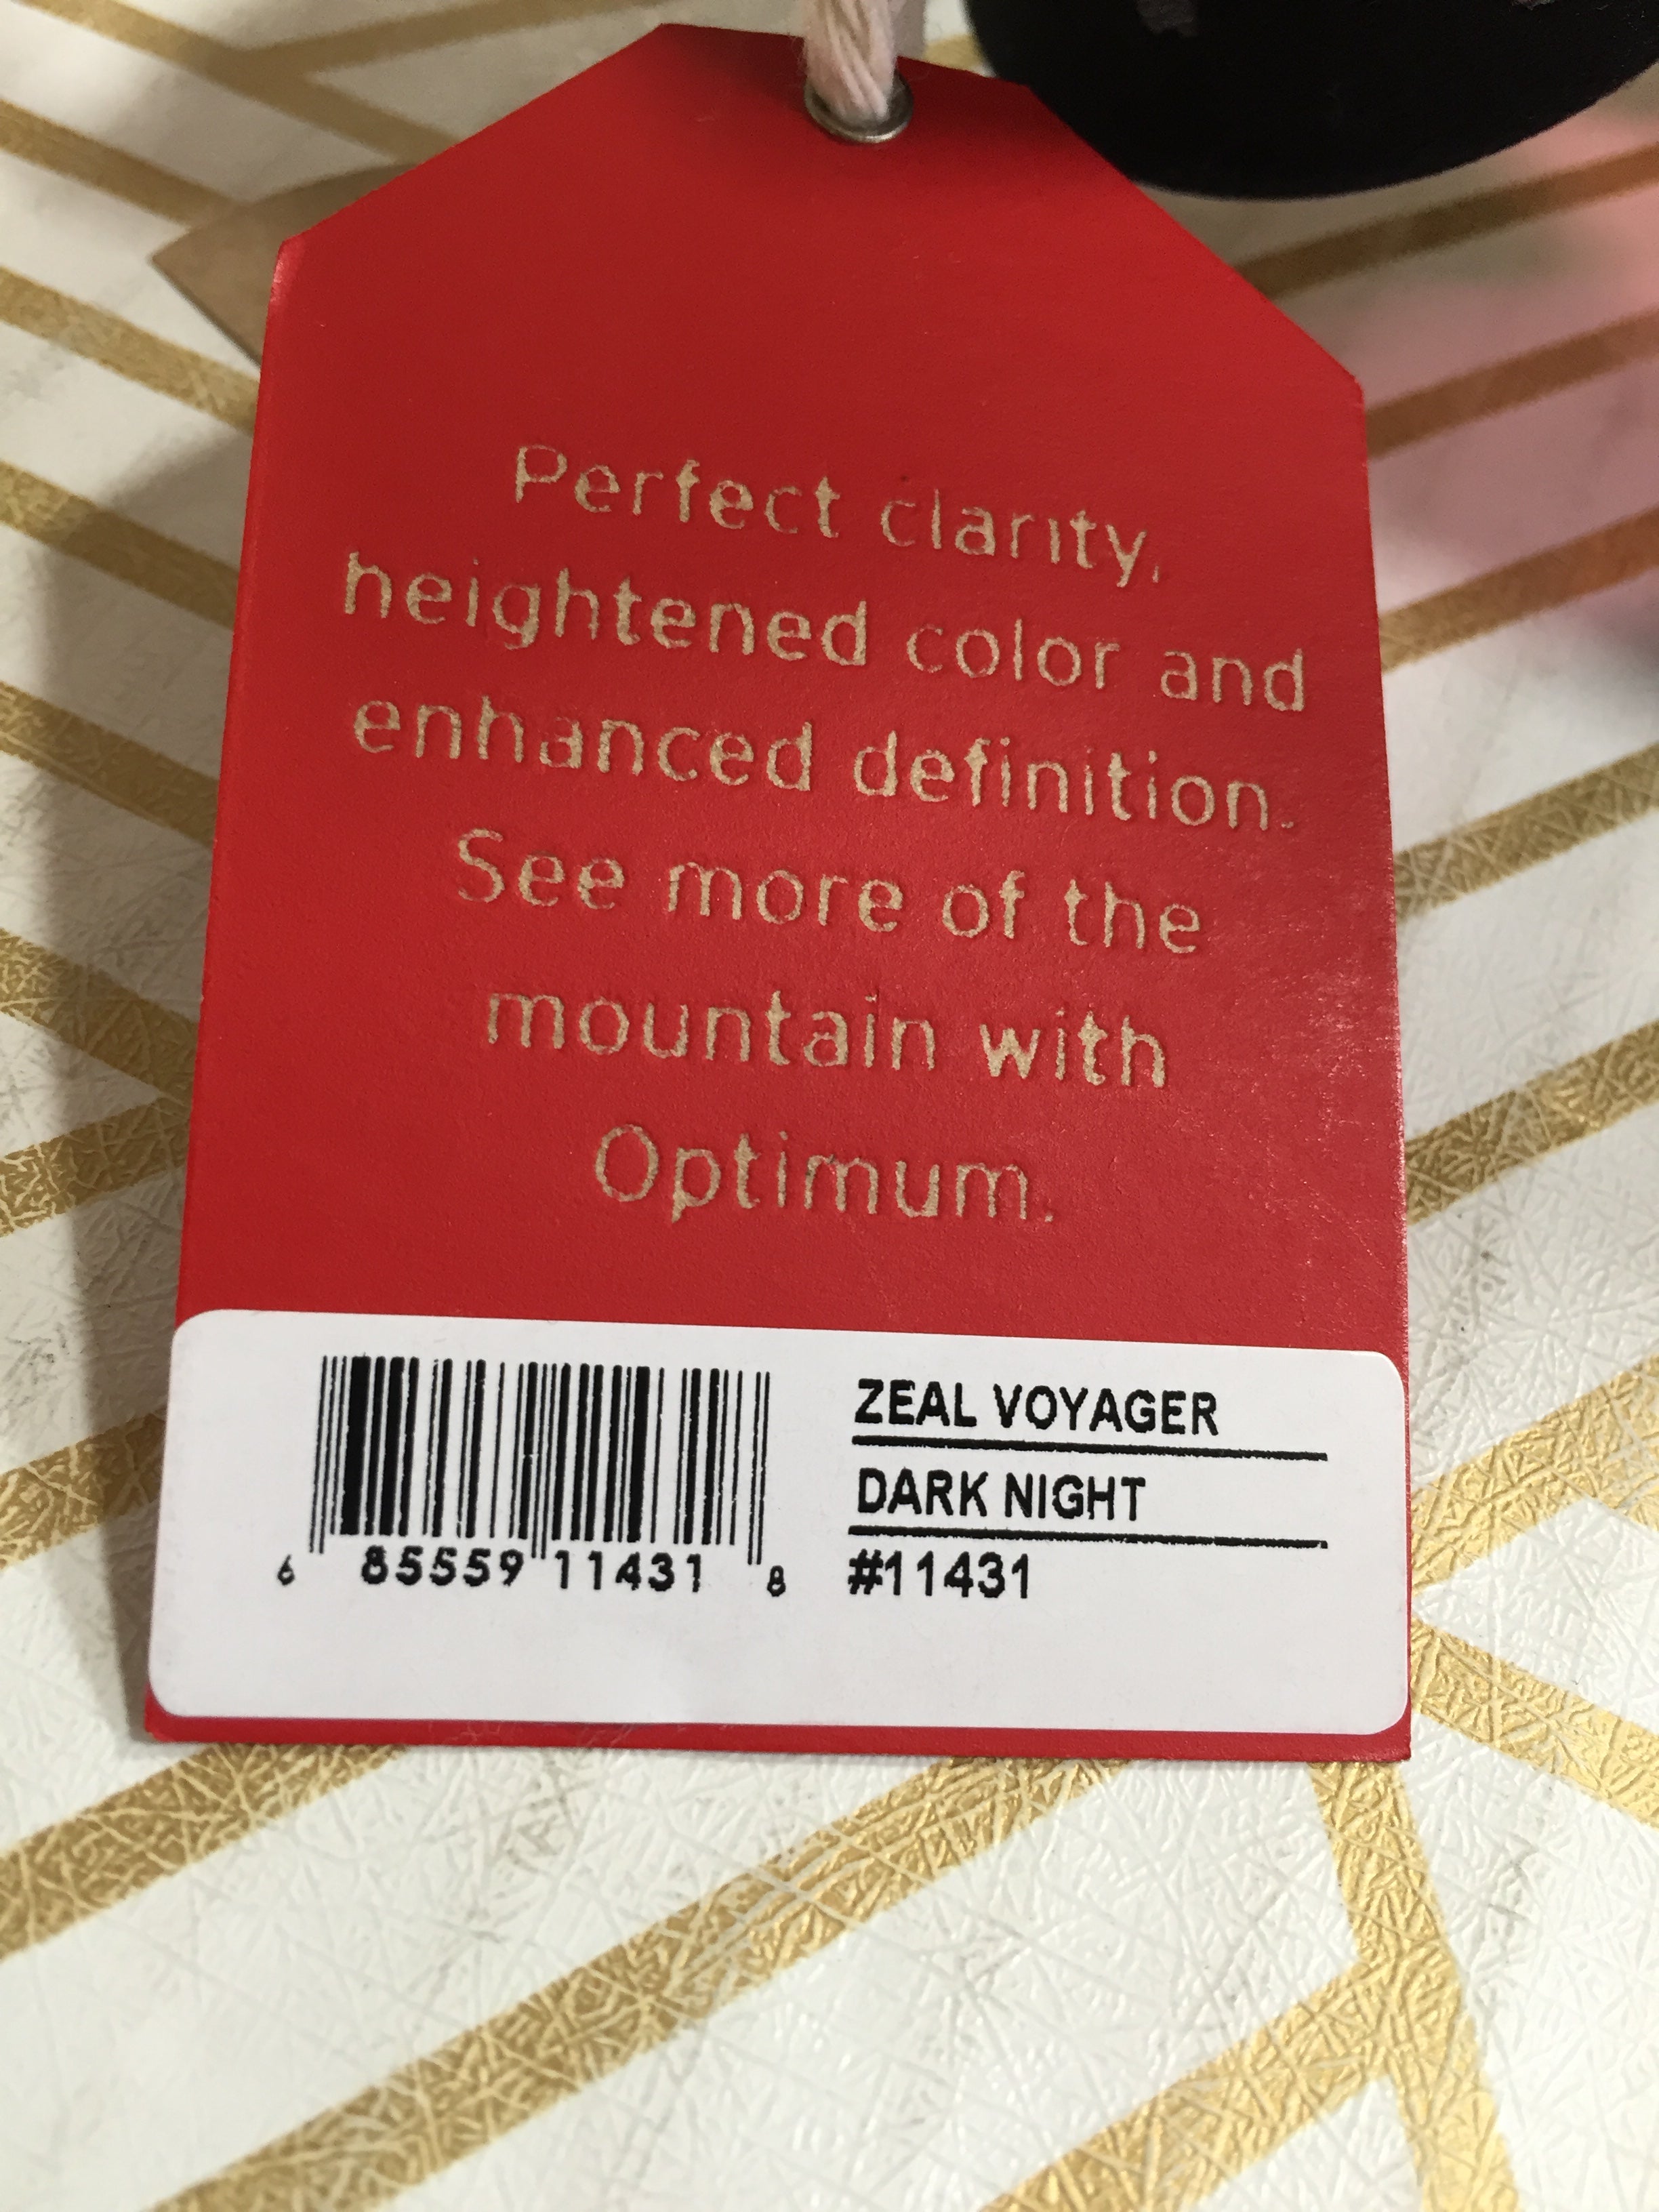 Perfect clarity,
heightened color and
enhanced definition.
See more of the
mountain with
Optimum.
ZEAL VOYAGER
DARK NIGHT
#11431
6 85559 11431 8